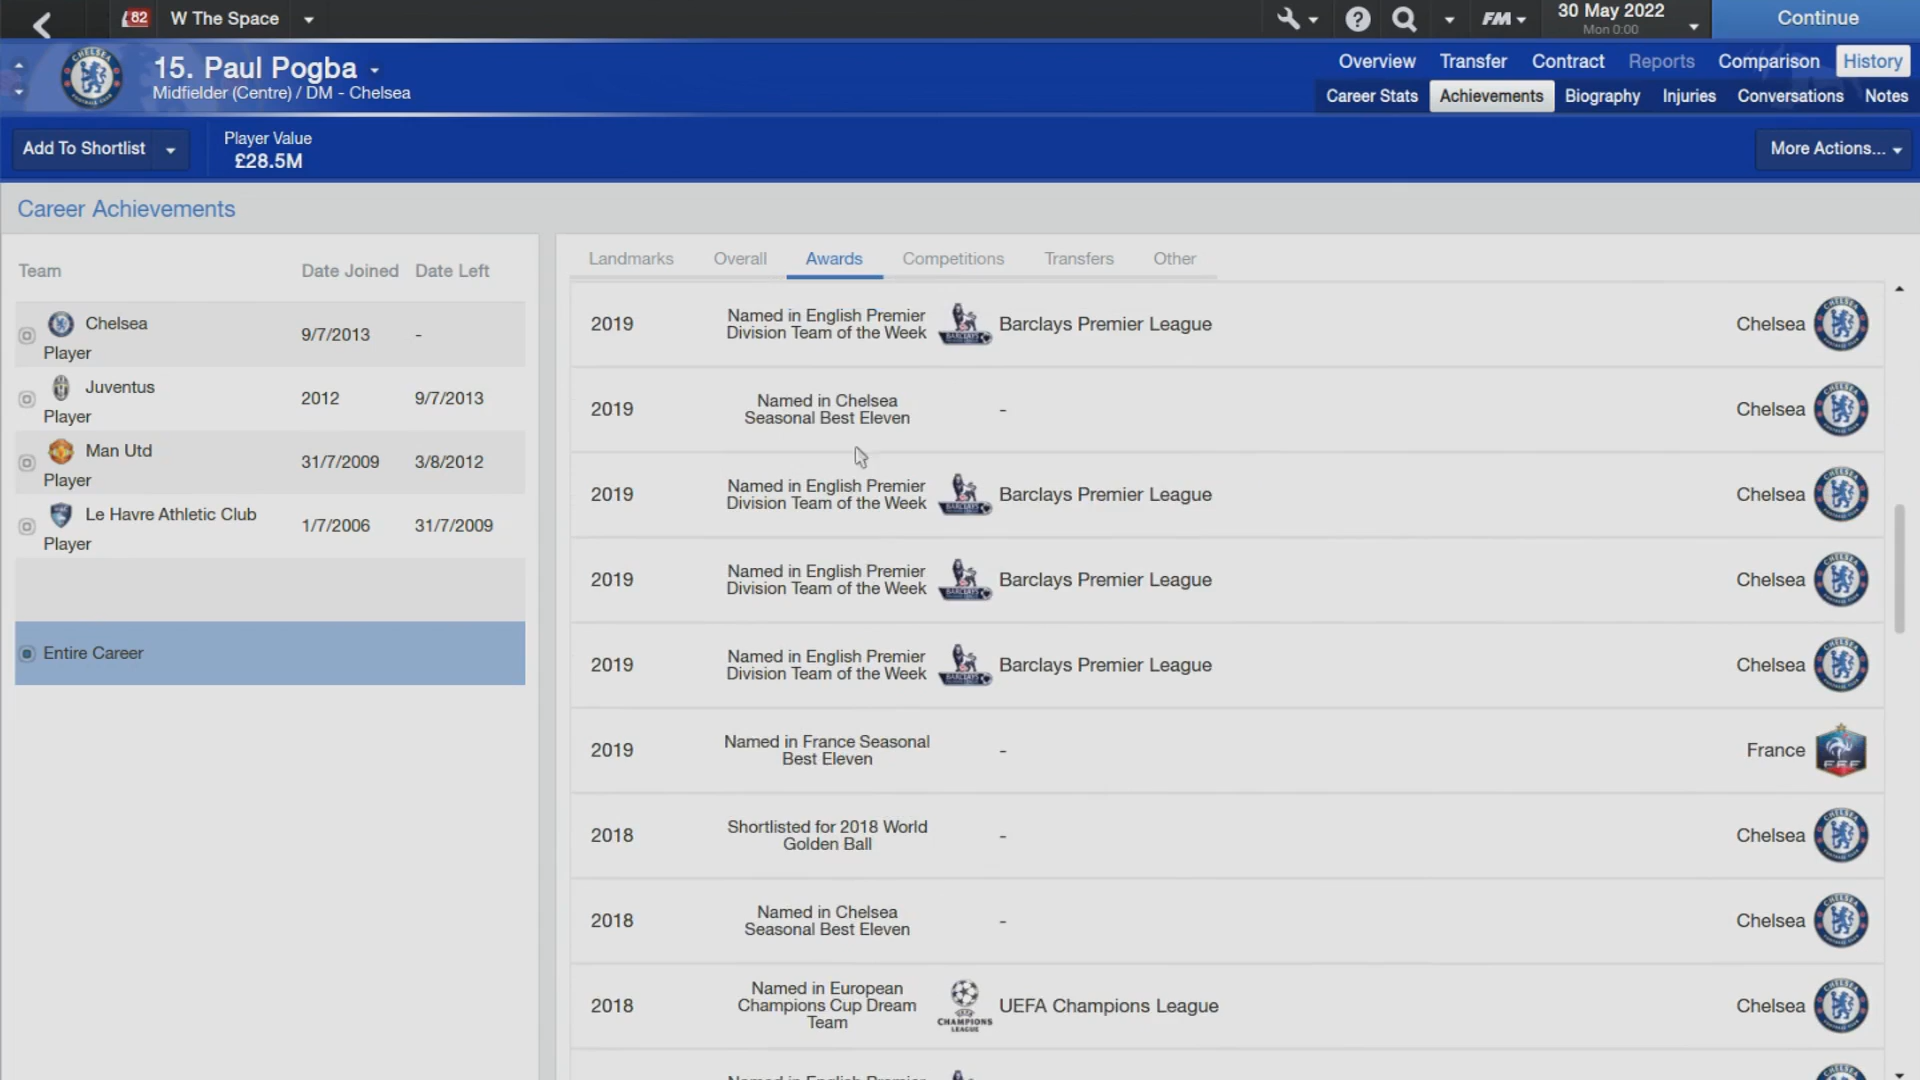 82
W The Space
FM
30 May 2022
Mon 0:00
Continue
15. Paul Pogba
Midfielder (Centre) / DM - Chelsea
Overview
Transfer
Contract
Reports
Comparison
History
Career Stats
Achievements
Biography
Injuries
Conversations
Notes
Add To Shortlist
Player Value
£28.5M
More Actions...
Career Achievements
Team Date Joined Date Left
Chelsea
Player
9/7/2013 -
Juventus
Player
2012 9/7/2013
Man Utd
Player
31/7/2009 3/8/2012
Le Havre Athletic Club
Player
1/7/2006 31/7/2009
Entire Career
Landmarks Overall Awards Competitions Transfers Other
2019
Named in English Premier
Division Team of the Week
Barclays Premier League
Chelsea
2019
Named in Chelsea
Seasonal Best Eleven
-
Chelsea
2019
Named in English Premier
Division Team of the Week
Barclays Premier League
Chelsea
2019
Named in English Premier
Division Team of the Week
Barclays Premier League
Chelsea
2019
Named in English Premier
Division Team of the Week
Barclays Premier League
Chelsea
2019
Named in France Seasonal
Best Eleven
-
France
FFF
2018
Shortlisted for 2018 World
Golden Ball
-
Chelsea
2018
Named in Chelsea
Seasonal Best Eleven
-
Chelsea
2018
Named in European
Champions Cup Dream
Team
CHAMPIONS
LEAGUE
UEFA Champions League
Chelsea
Named in English Premier